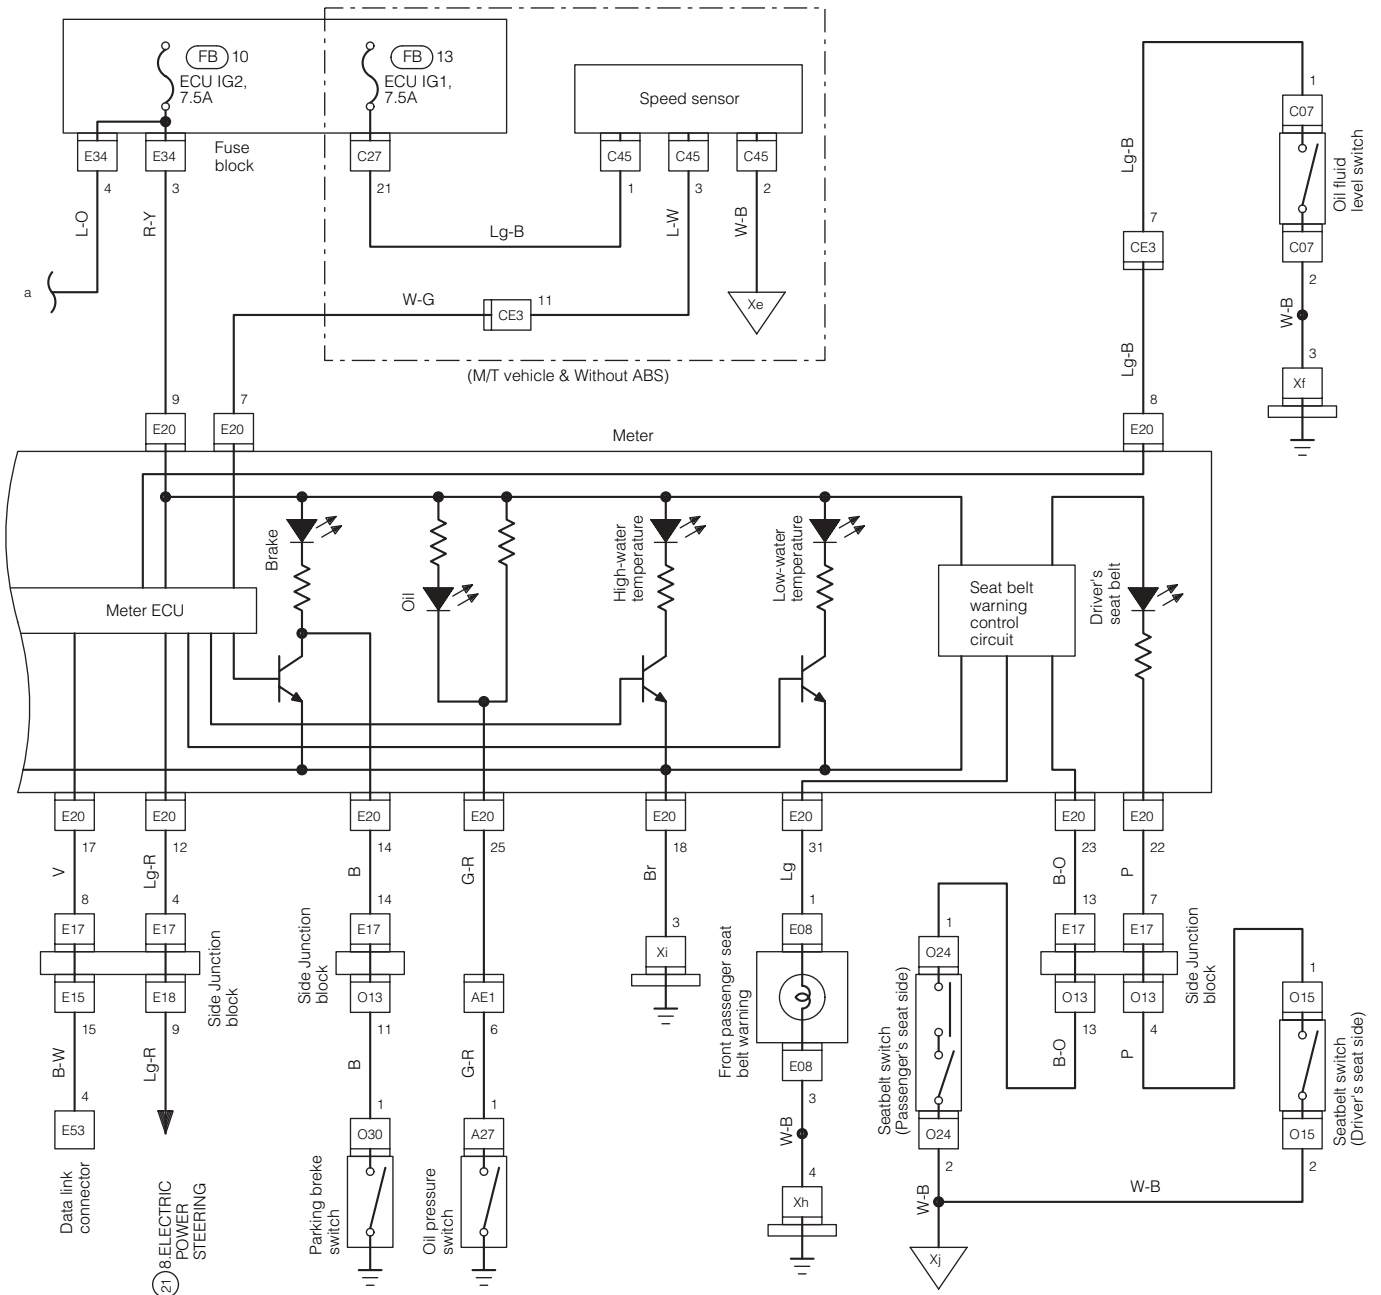 FB 10
ECU IG2,
7.5A
FB 13
ECU IG1,
7.5A
Speed sensor
E34
E34
Fuse
block
C27
C45
C45
C45
4
3
21
1
3
2
L-O
R-Y
Lg-B
L-W
W-B
a
W-G
CE3
11
Xe
(M/T vehicle & Without ABS)
1
C07
Oil fluid
level switch
C07
2
W-B
3
Xf
Lg-B
7
CE3
Lg-B
8
E20
9
E20
7
E20
Meter
Brake
Oil
High-water
temperature
Low-water
temperature
Meter ECU
Seat belt
warning
control
circuit
Driver's
seat belt
E20
E20
E20
E20
E20
E20
E20
E20
17
12
14
25
18
31
23
22
V
Lg-R
B
G-R
Br
Lg
B-O
P
8
4
14
3
1
13
7
E17
E17
E17
Xi
E08
E17
E17
Side Junction
block
Side Junction
block
Front passenger seat
belt warning
Side Junction
block
E15
E18
O13
AE1
O13
O13
15
9
11
6
13
4
B-W
Lg-R
B
G-R
B-O
P
4
E53
Data link
connector
21 8.ELECTRIC
POWER
STEERING
1
O30
Parking breke
switch
1
A27
Oil pressure
switch
E08
3
W-B
4
Xh
1
O24
Seatbelt switch
(Passenger's seat side)
O24
2
W-B
Xj
W-B
1
O15
Seatbelt switch
(Driver's seat side)
O15
2